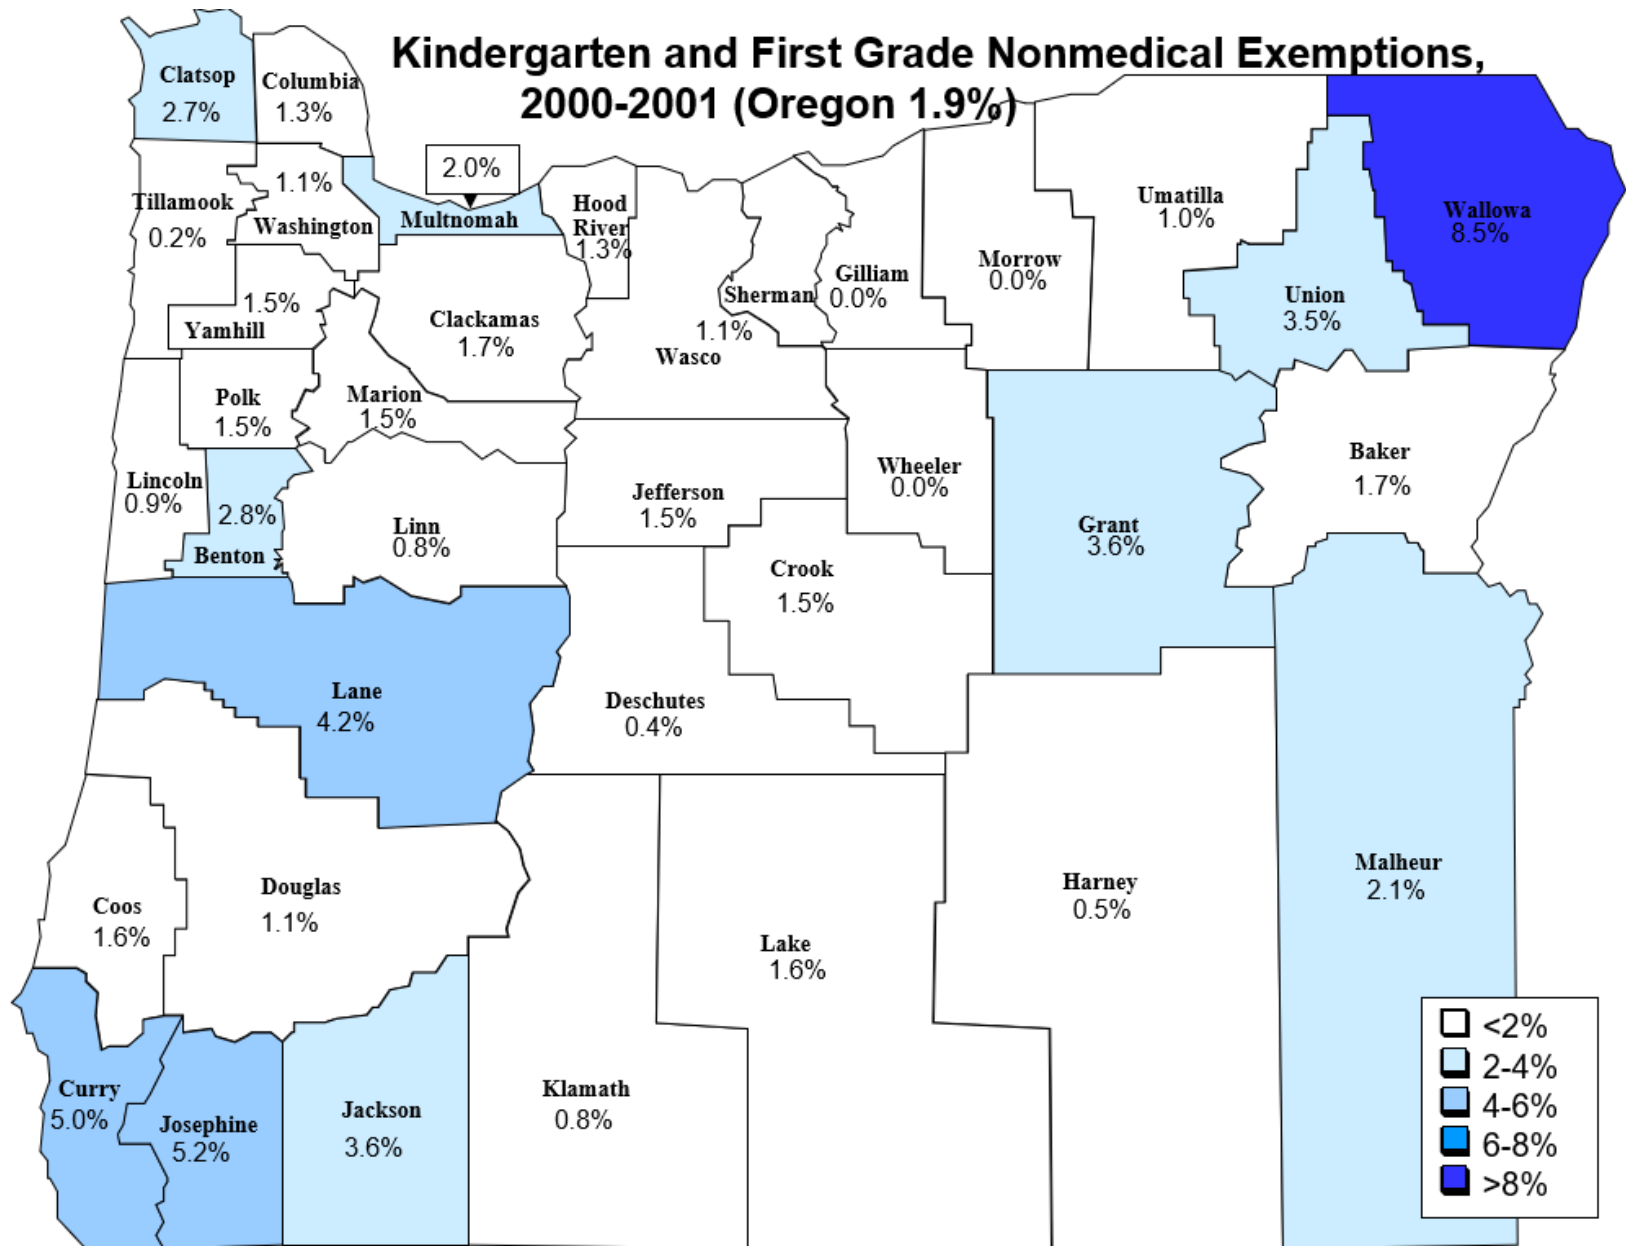 Kindergarten and First Grade Nonmedical Exemptions,
2000-2001 (Oregon 1.9%)
Clatsop
2.7%
Columbia
1.3%
Tillamook
0.2%
1.1%
Washington
2.0%
Multnomah
Hood
River
1.3%
Umatilla
1.0%
Wallowa
8.5%
Morrow
0.0%
Gilliam
0.0%
Sherman
1.1%
Wasco
Union
3.5%
1.5%
Yamhill
Clackamas
1.7%
Polk
1.5%
Marion
1.5%
Lincoln
0.9%
2.8%
Benton
Linn
0.8%
Jefferson
1.5%
Wheeler
0.0%
Grant
3.6%
Baker
1.7%
Crook
1.5%
Lane
4.2%
Deschutes
0.4%
Coos
1.6%
Douglas
1.1%
Lake
1.6%
Harney
0.5%
Malheur
2.1%
Curry
5.0%
Josephine
5.2%
Jackson
3.6%
Klamath
0.8%
<2%
2-4%
4-6%
6-8%
>8%